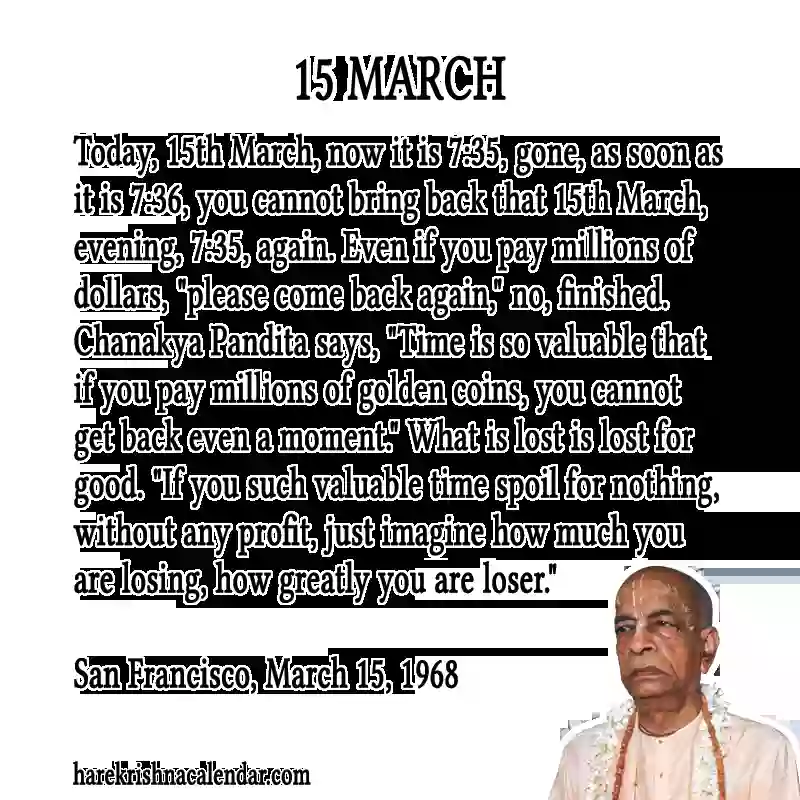 15 MARCH
Today, 15th March, now it is 7:35, gone, as soon as
it is 7:36, you cannot bring back that 15th March,
evening, 7:35, again. Even if you pay millions of
dollars, "please come back again," no, finished.
Chanakya Pandita says, "Time is so valuable that
if you pay millions of golden coins, you cannot
get back even a moment." What is lost is lost for
good. "If you such valuable time spoil for nothing,
without any profit, just imagine how much you
are losing, how greatly you are loser."
San Francisco, March 15, 1968
harekrishnacalendar.com